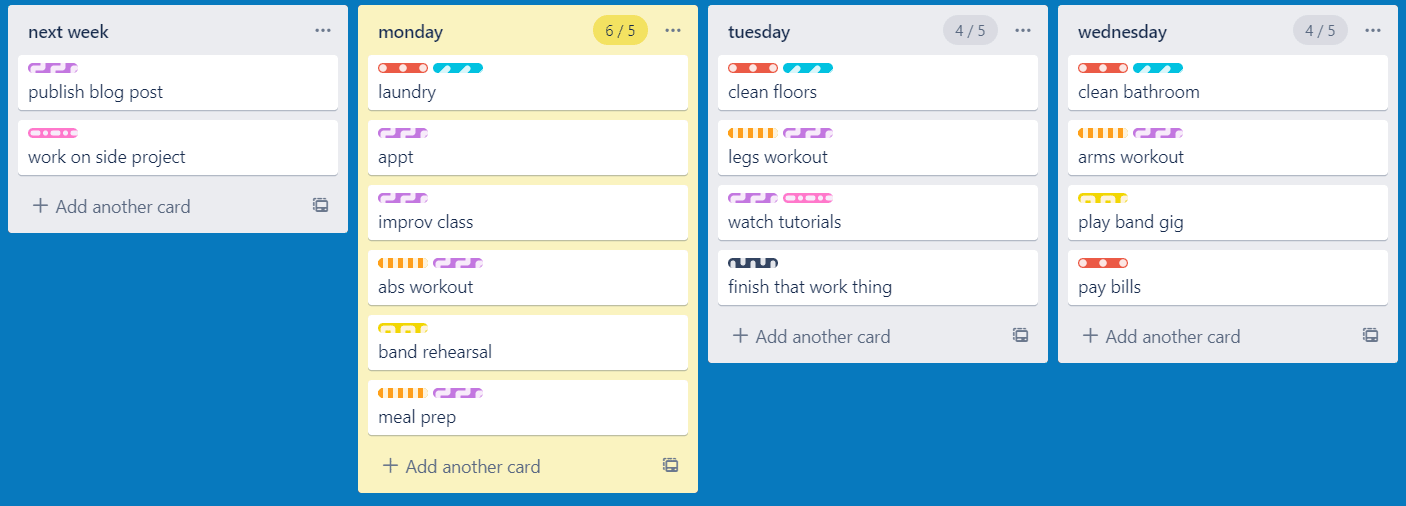 next week
publish blog post
work on side project
+ Add another card
monday
6 / 5
laundry
appt
improv class
abs workout
band rehearsal
meal prep
+ Add another card
tuesday
4 / 5
clean floors
legs workout
watch tutorials
finish that work thing
+ Add another card
wednesday
4 / 5
clean bathroom
arms workout
play band gig
pay bills
+ Add another card